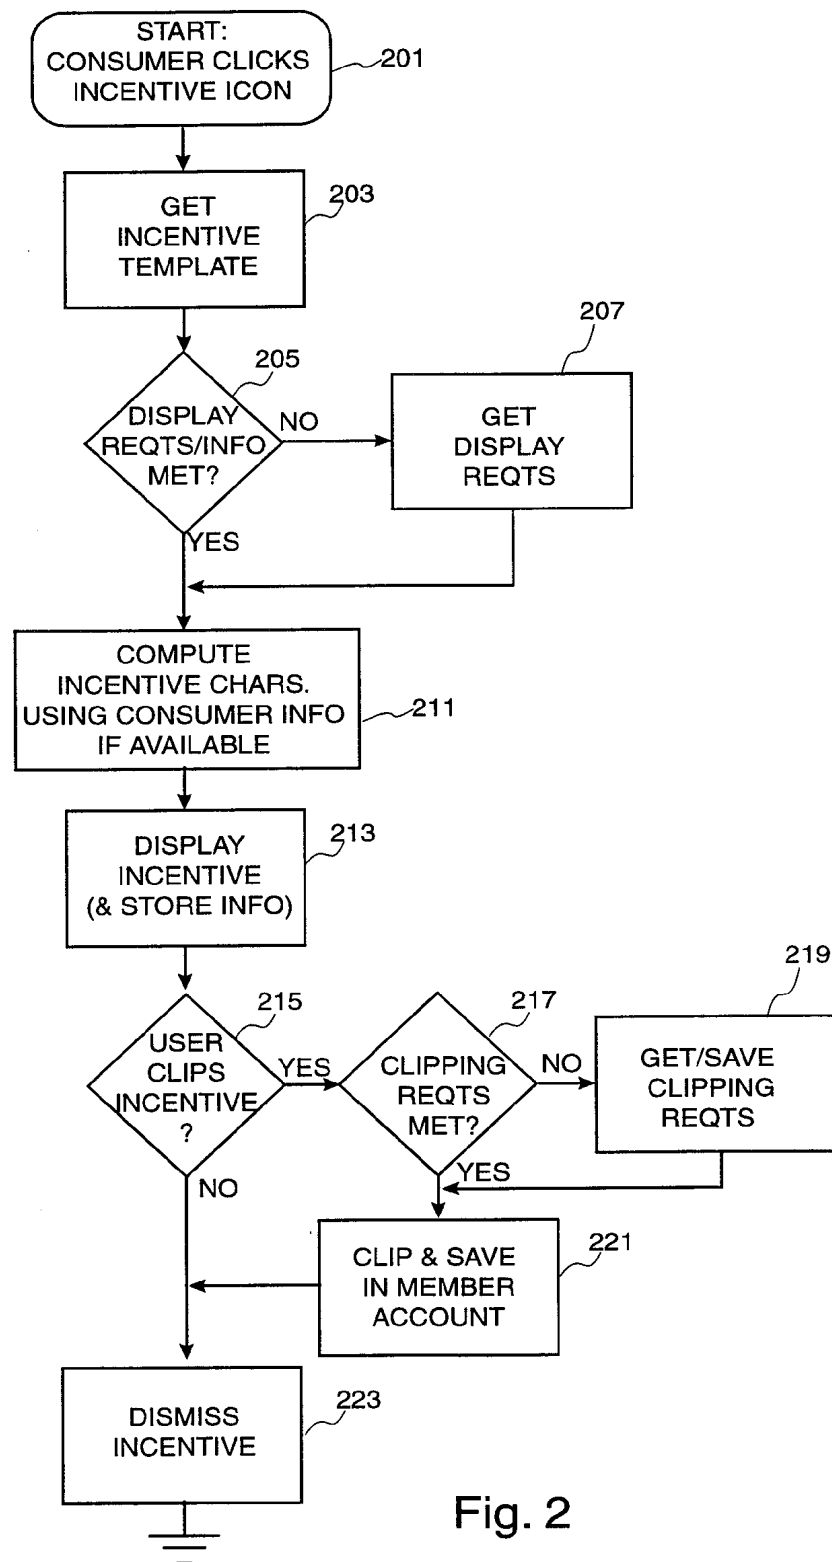 START:
CONSUMER CLICKS
INCENTIVE ICON
201
GET
INCENTIVE
TEMPLATE
203
205
DISPLAY
REQTS/INFO
MET?
NO
YES
207
GET
DISPLAY
REQTS
COMPUTE
INCENTIVE CHARS.
USING CONSUMER INFO
IF AVAILABLE
211
DISPLAY
INCENTIVE
(& STORE INFO)
213
215
USER
CLIPS
INCENTIVE
?
YES
NO
217
CLIPPING
REQTS
MET?
NO
YES
219
GET/SAVE
CLIPPING
REQTS
CLIP & SAVE
IN MEMBER
ACCOUNT
221
DISMISS
INCENTIVE
223
Fig. 2